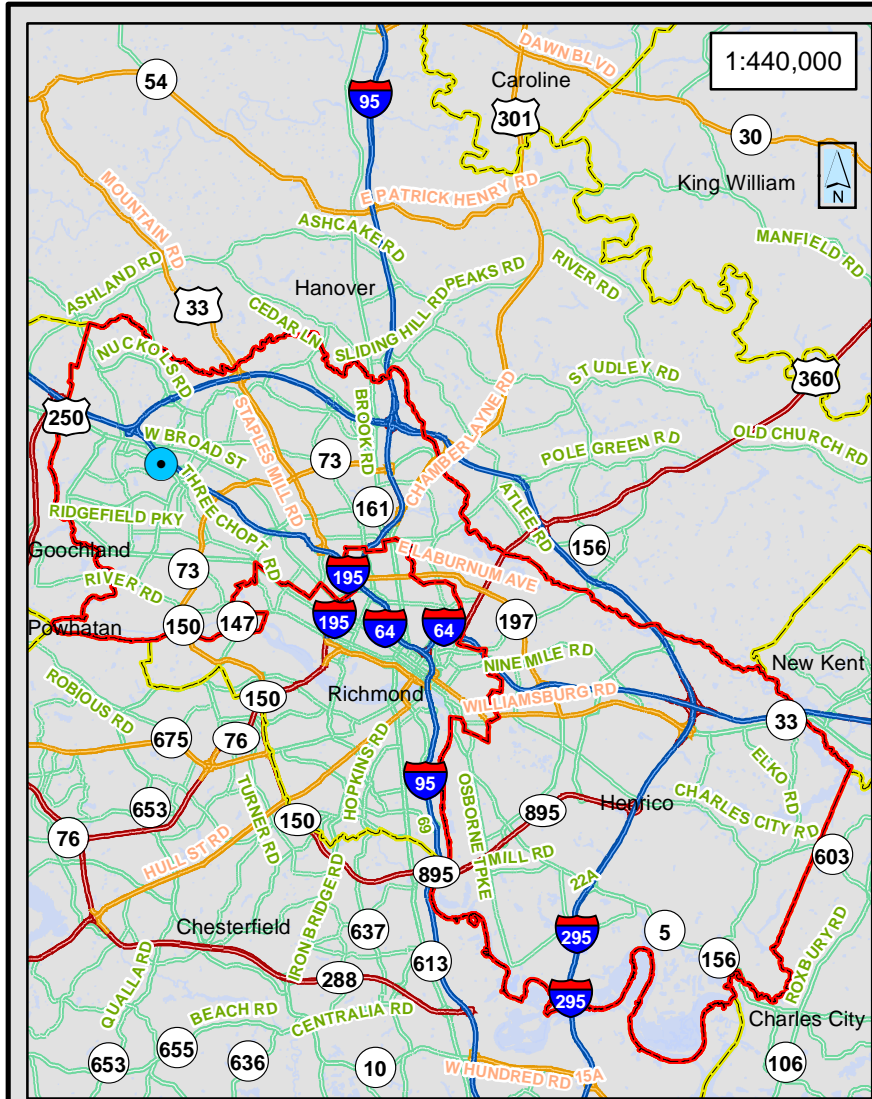 DAWN BLVD
1:440,000
Caroline
54
95
301
30
N
King William
E PATRICK HENRY RD
MOUNTAIN RD
ASHCAKE RD
MANFIELD RD
ASHLAND RD
Hanover
PEAKS RD
RIVER RD
33
CEDAR LN
SLIDING HILL RD
NUCKOLS RD
STUDLEY RD
360
250
BROOK RD
CHAMBERLAYNE RD
STAPLES MILL RD
W BROAD ST
POLE GREEN RD
OLD CHURCH RD
73
THREE CHOPT RD
161
ATLEE RD
RIDGEFIELD PKY
156
Goochland
E LABURNUM AVE
73
195
RIVER RD
Powhatan
150
147
195
64
64
197
NINE MILE RD
New Kent
ROBIOUS RD
150
Richmond
WILLIAMSBURG RD
33
675
76
HOPKINS RD
95
OSBORNE TPKE
ELKO RD
653
TURNER RD
Henrico
CHARLES CITY RD
76
150
69
895
HULL ST RD
603
895
MILL RD
22A
IRON BRIDGE RD
Chesterfield
637
295
5
ROXBURY RD
QUALLA RD
613
156
288
295
BEACH RD
CENTRALIA RD
Charles City
653
655
636
10
W HUNDRED RD
15A
106